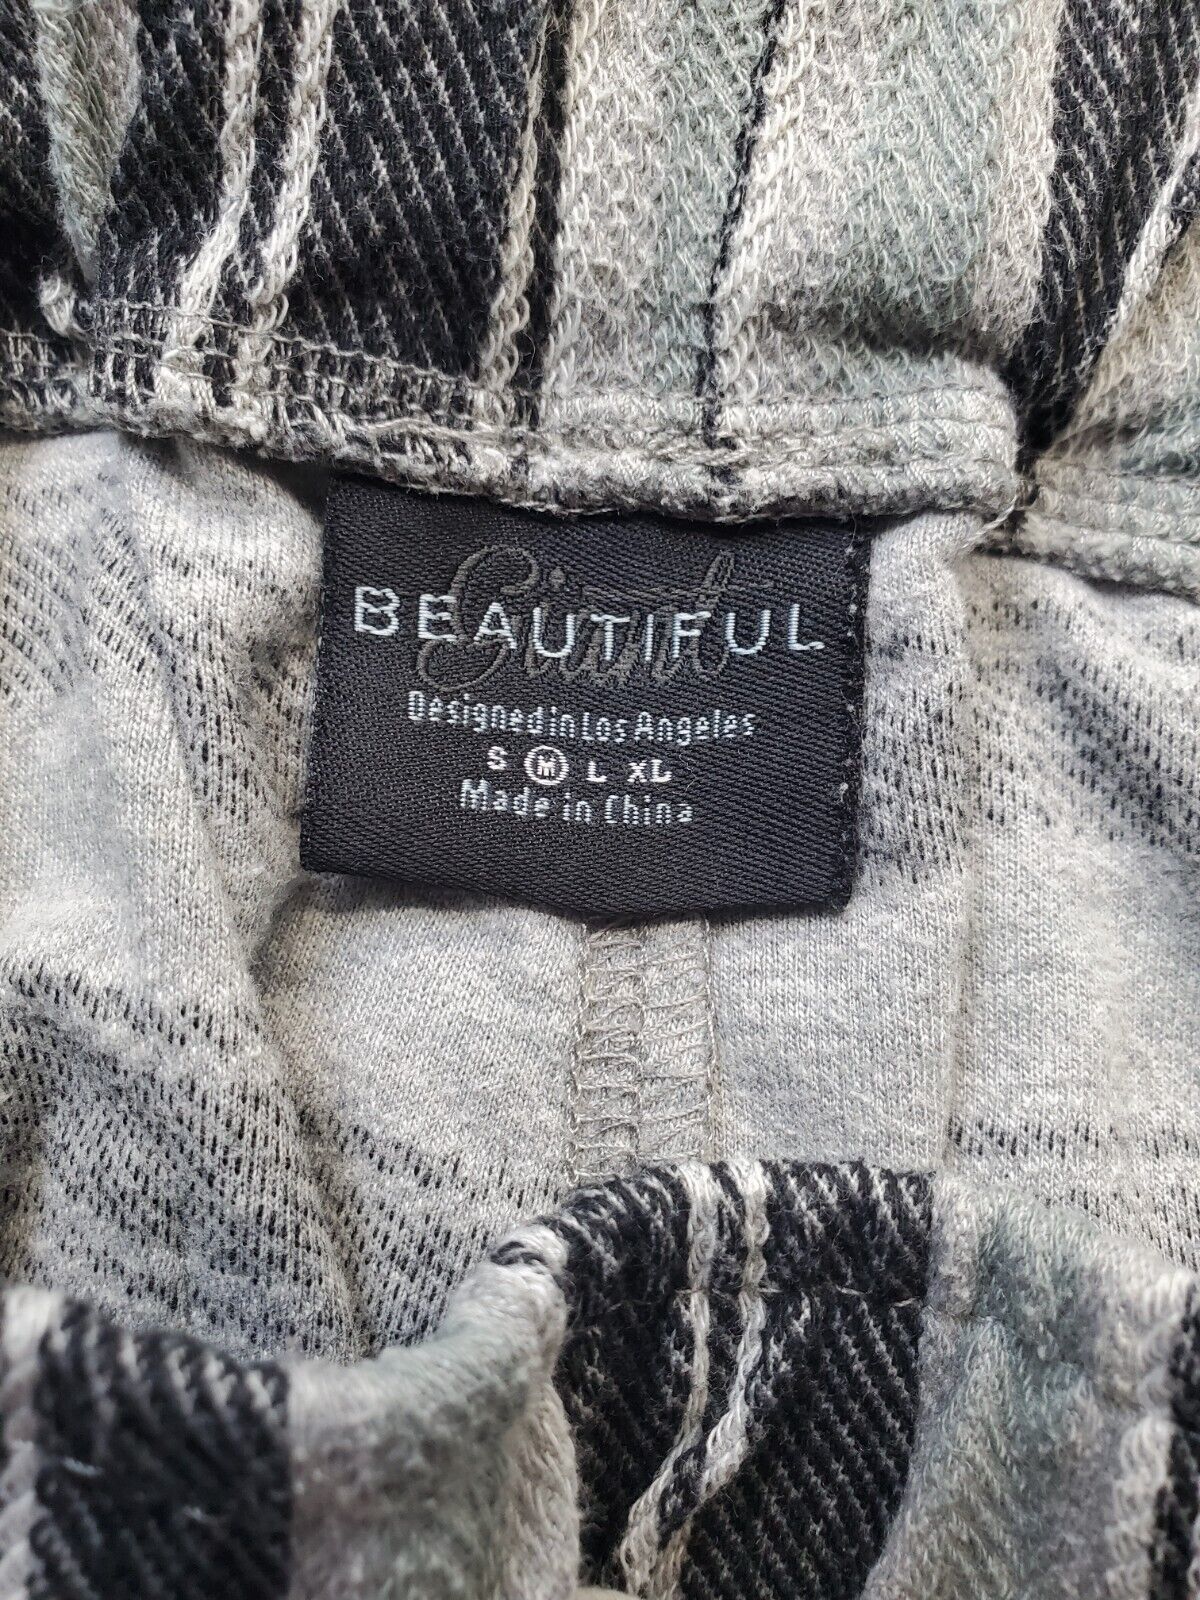 Giant
BEAUTIFUL
Designed in Los Angeles
S M L XL
Made in China